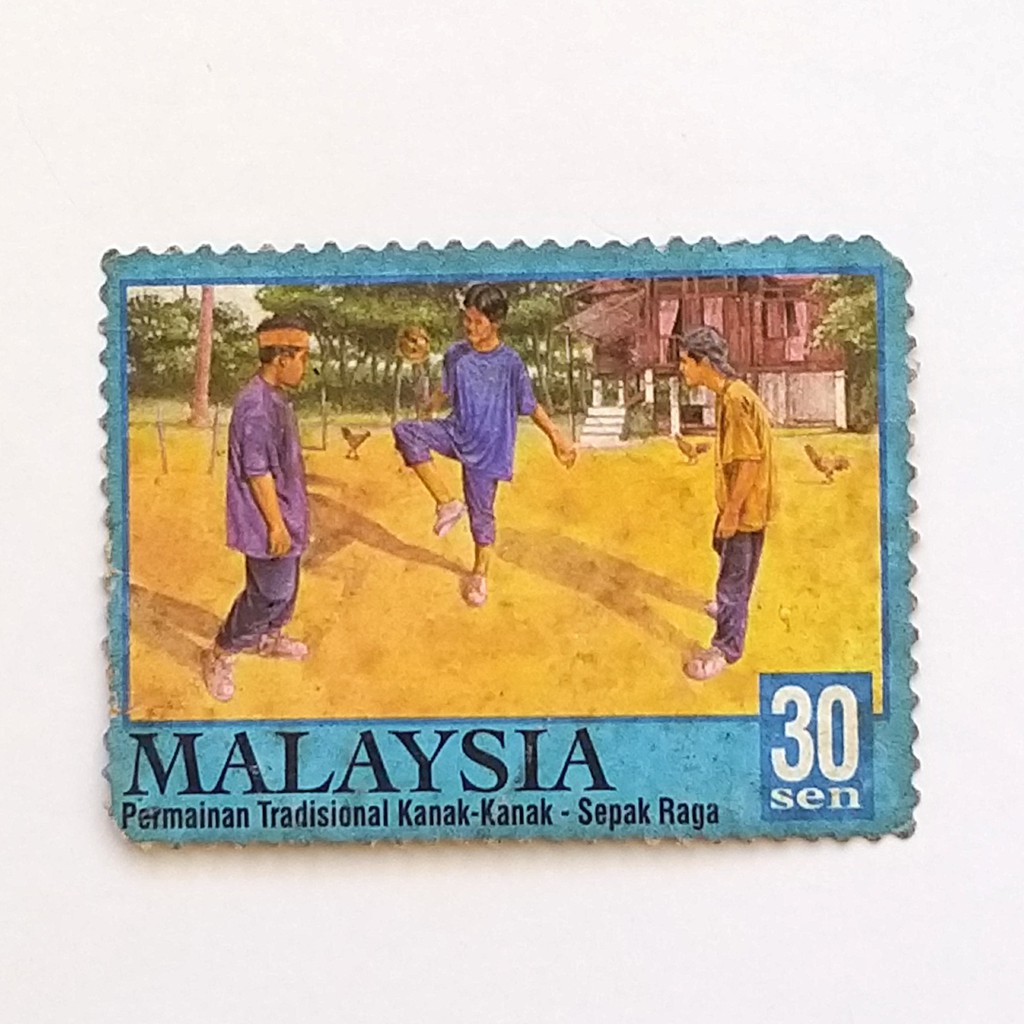 MALAYSIA
Permainan Tradisional Kanak-Kanak - Sepak Raga
30
sen